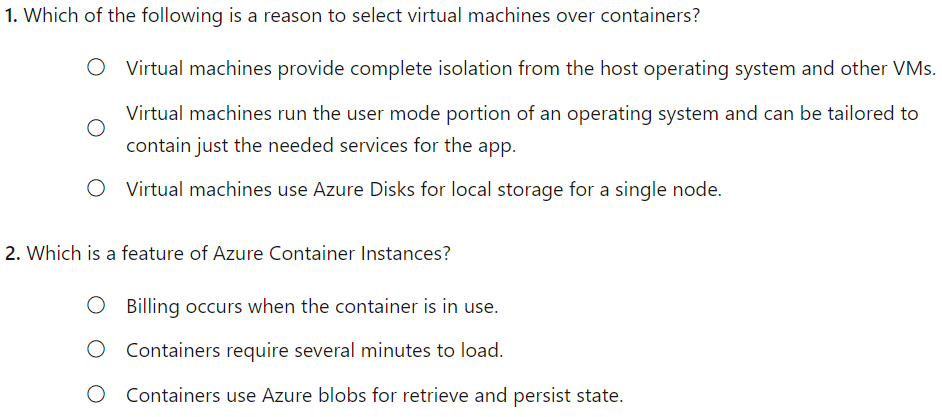 1. Which of the following is a reason to select virtual machines over containers?
Virtual machines provide complete isolation from the host operating system and other VMs.
Virtual machines run the user mode portion of an operating system and can be tailored to
contain just the needed services for the app.
Virtual machines use Azure Disks for local storage for a single node.
2. Which is a feature of Azure Container Instances?
Billing occurs when the container is in use.
Containers require several minutes to load.
Containers use Azure blobs for retrieve and persist state.